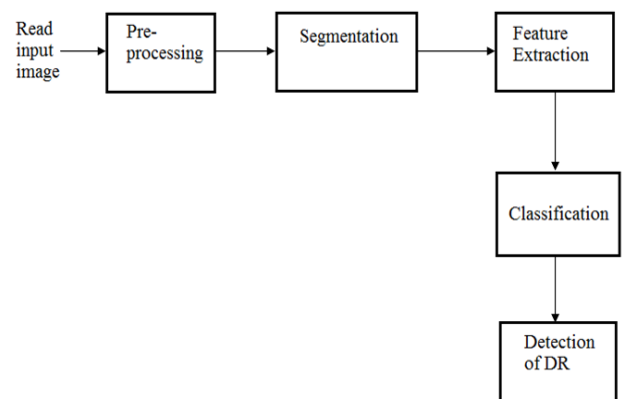 Read
input
image
Pre-
processing
Segmentation
Feature
Extraction
Classification
Detection
of DR